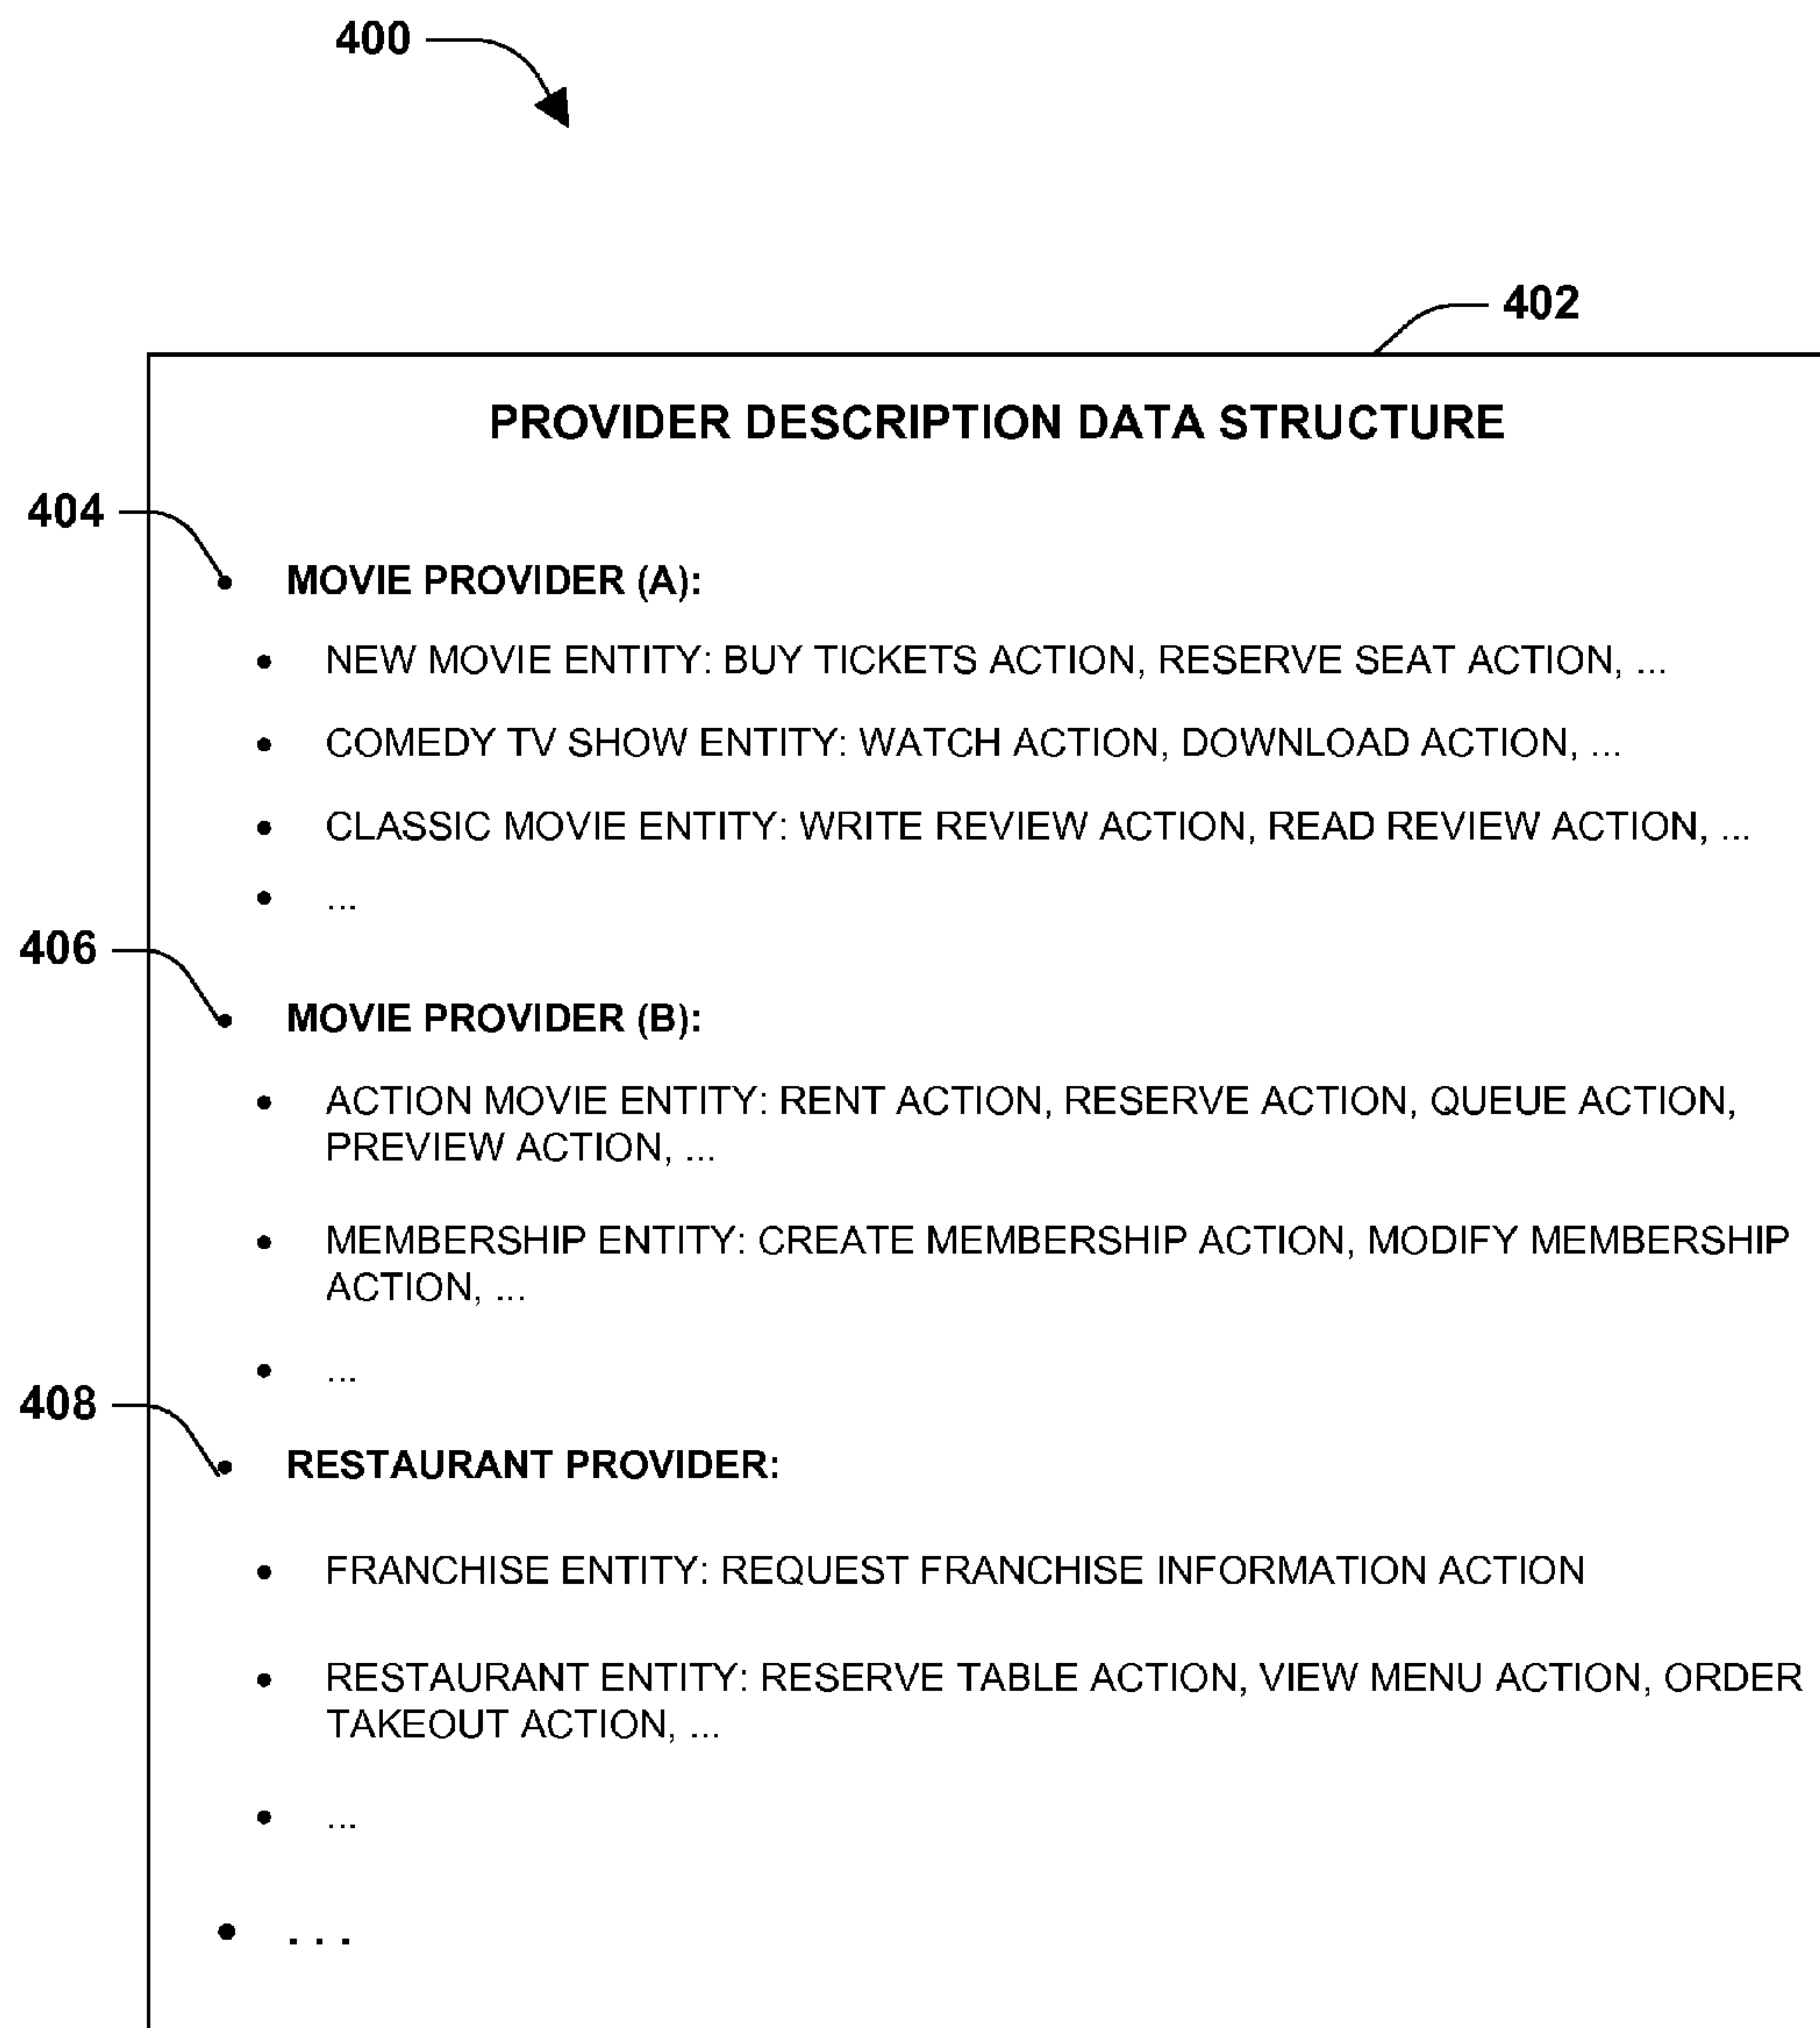 400
402
PROVIDER DESCRIPTION DATA STRUCTURE
404
• MOVIE PROVIDER (A):
• NEW MOVIE ENTITY: BUY TICKETS ACTION, RESERVE SEAT ACTION, ...
• COMEDY TV SHOW ENTITY: WATCH ACTION, DOWNLOAD ACTION, ...
• CLASSIC MOVIE ENTITY: WRITE REVIEW ACTION, READ REVIEW ACTION, ...
• ...
406
• MOVIE PROVIDER (B):
• ACTION MOVIE ENTITY: RENT ACTION, RESERVE ACTION, QUEUE ACTION,
PREVIEW ACTION, ...
• MEMBERSHIP ENTITY: CREATE MEMBERSHIP ACTION, MODIFY MEMBERSHIP
ACTION, ...
• ...
408
• RESTAURANT PROVIDER:
• FRANCHISE ENTITY: REQUEST FRANCHISE INFORMATION ACTION
• RESTAURANT ENTITY: RESERVE TABLE ACTION, VIEW MENU ACTION, ORDER
TAKEOUT ACTION, ...
• ...
• . . .